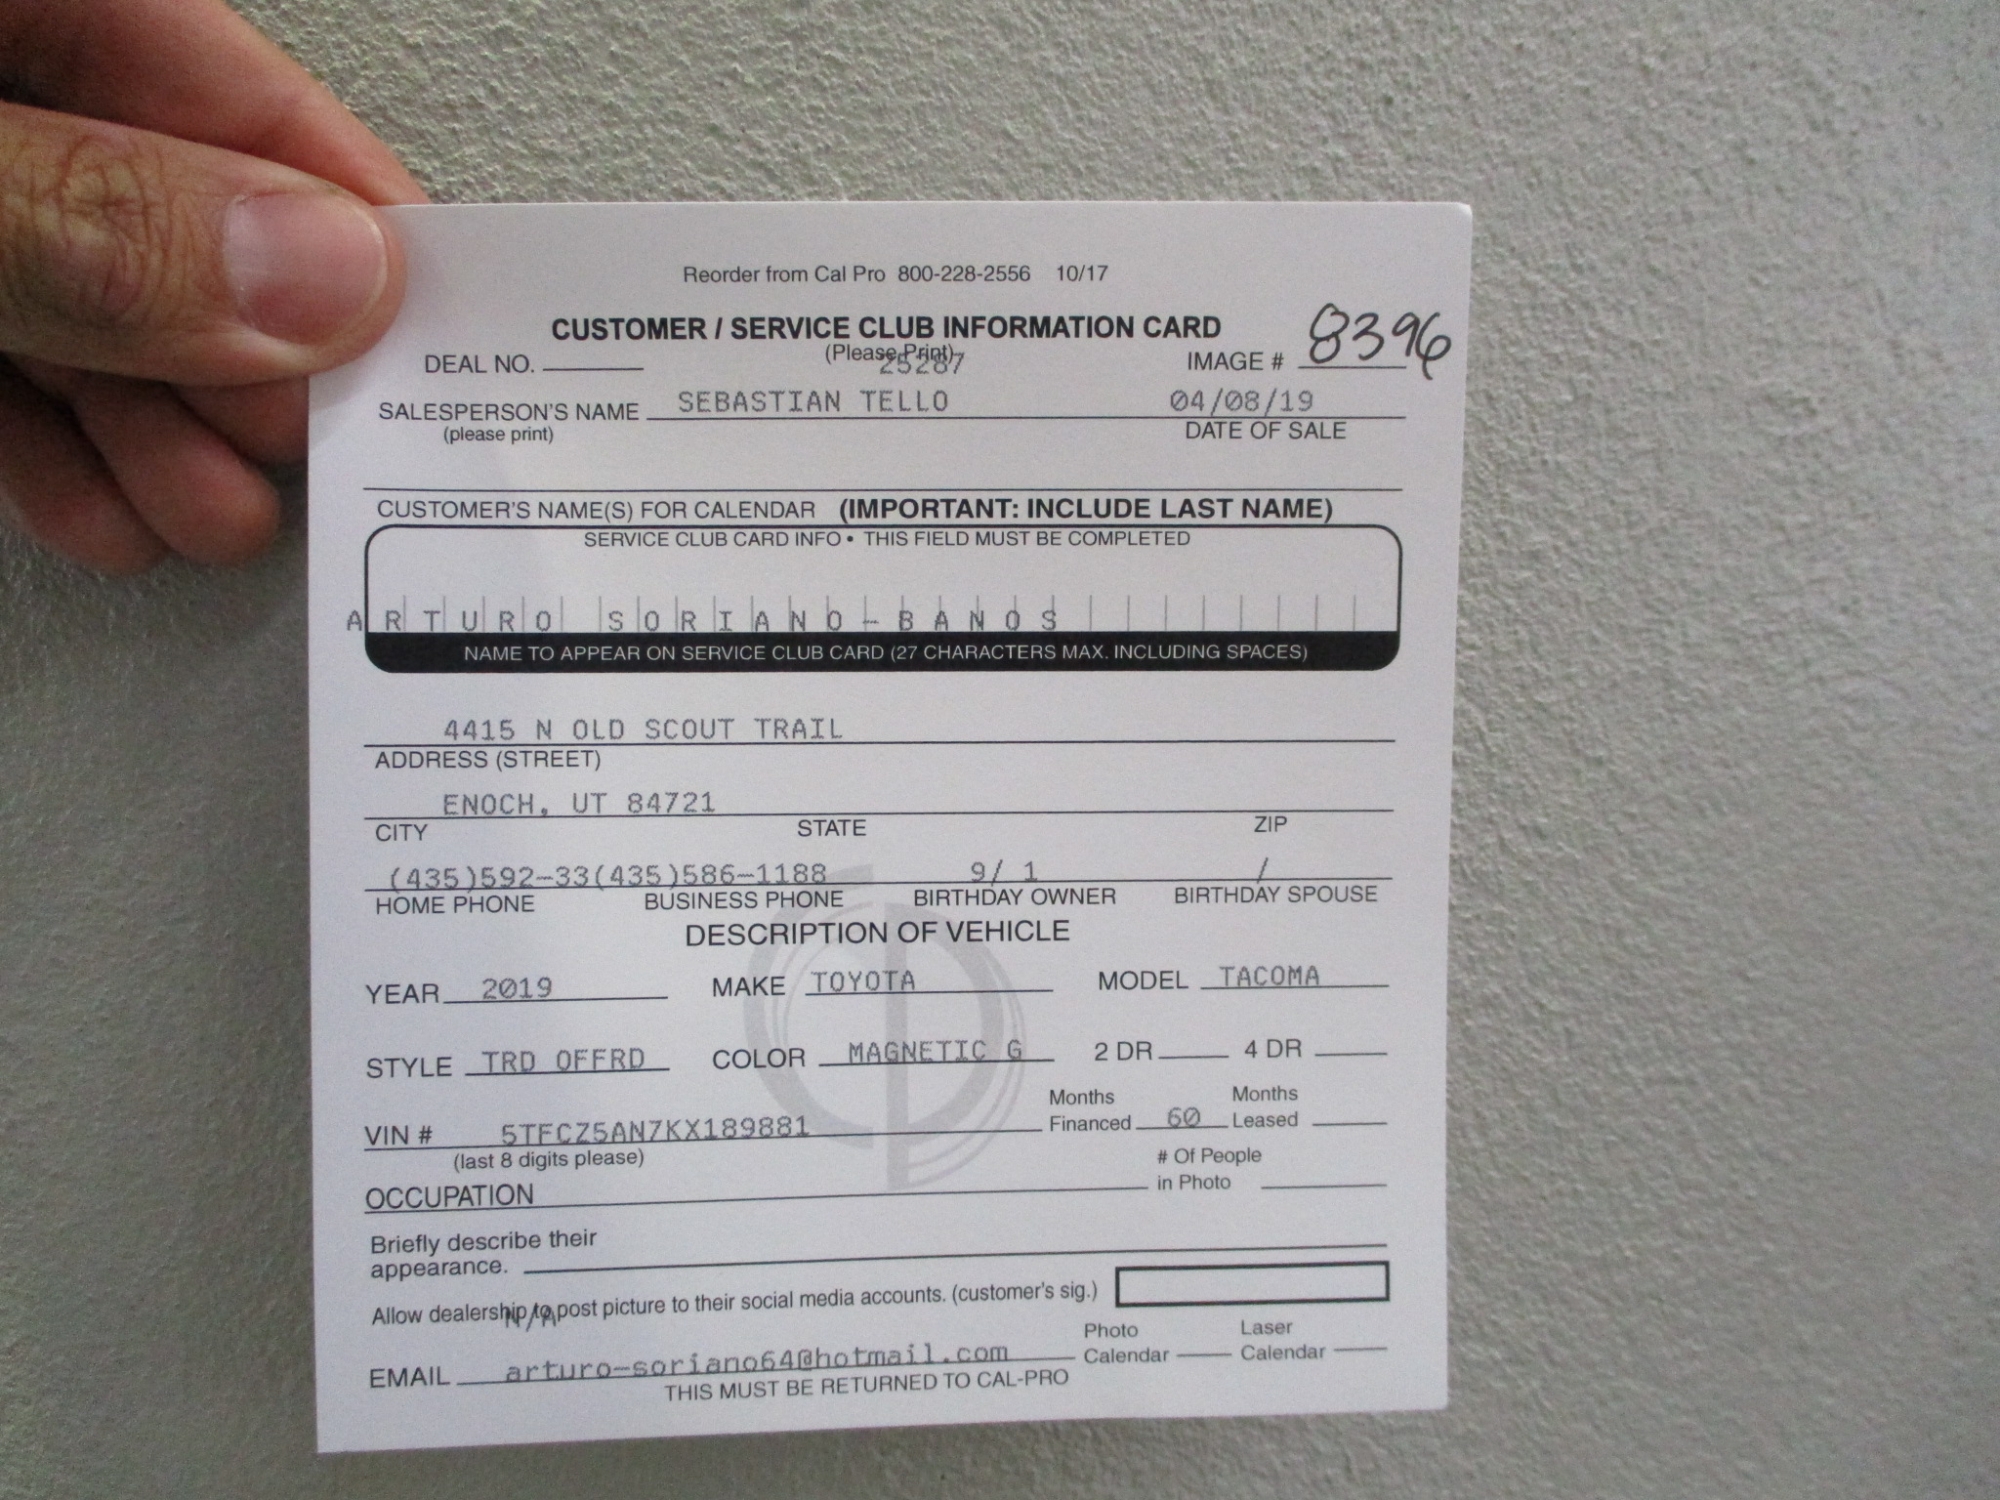 Reorder from Cal Pro 800-228-2556 10/17
CUSTOMER / SERVICE CLUB INFORMATION CARD
(Please Print)
DEAL NO. 25287 IMAGE # 8396
SALESPERSON'S NAME SEBASTIAN TELLO 04/08/19
(please print) DATE OF SALE
CUSTOMER'S NAME(S) FOR CALENDAR (IMPORTANT: INCLUDE LAST NAME)
SERVICE CLUB CARD INFO • THIS FIELD MUST BE COMPLETED
ARTURO SORIANO-BANOS
NAME TO APPEAR ON SERVICE CLUB CARD (27 CHARACTERS MAX. INCLUDING SPACES)
4415 N OLD SCOUT TRAIL
ADDRESS (STREET)
ENOCH, UT 84721
CITY STATE ZIP
(435)592-33(435)586-1188 9/ 1 /
HOME PHONE BUSINESS PHONE BIRTHDAY OWNER BIRTHDAY SPOUSE
DESCRIPTION OF VEHICLE
YEAR 2019 MAKE TOYOTA MODEL TACOMA
STYLE TRD OFFRD COLOR MAGNETIC G 2 DR 4 DR
Months Months
VIN # 5TFCZ5AN7KX189881 Financed 60 Leased
(last 8 digits please) # Of People
OCCUPATION in Photo
Briefly describe their
appearance.
Allow dealership to post picture to their social media accounts. (customer's sig.)
N/A
Photo Laser
EMAIL arturo-soriano64@hotmail.com Calendar Calendar
THIS MUST BE RETURNED TO CAL-PRO